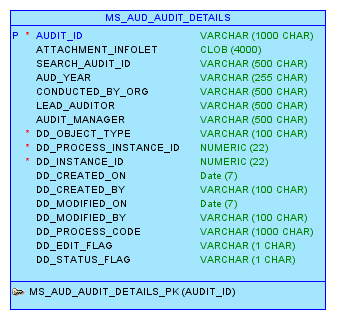 MS_AUD_AUDIT_DETAILS
P * AUDIT_ID VARCHAR (1000 CHAR)
ATTACHMENT_INFOLET CLOB (4000)
SEARCH_AUDIT_ID VARCHAR (500 CHAR)
AUD_YEAR VARCHAR (255 CHAR)
CONDUCTED_BY_ORG VARCHAR (500 CHAR)
LEAD_AUDITOR VARCHAR (500 CHAR)
AUDIT_MANAGER VARCHAR (500 CHAR)
* DD_OBJECT_TYPE VARCHAR (100 CHAR)
* DD_PROCESS_INSTANCE_ID NUMERIC (22)
* DD_INSTANCE_ID NUMERIC (22)
DD_CREATED_ON Date (7)
DD_CREATED_BY VARCHAR (100 CHAR)
DD_MODIFIED_ON Date (7)
DD_MODIFIED_BY VARCHAR (100 CHAR)
DD_PROCESS_CODE VARCHAR (1000 CHAR)
DD_EDIT_FLAG VARCHAR (1 CHAR)
DD_STATUS_FLAG VARCHAR (1 CHAR)
MS_AUD_AUDIT_DETAILS_PK (AUDIT_ID)